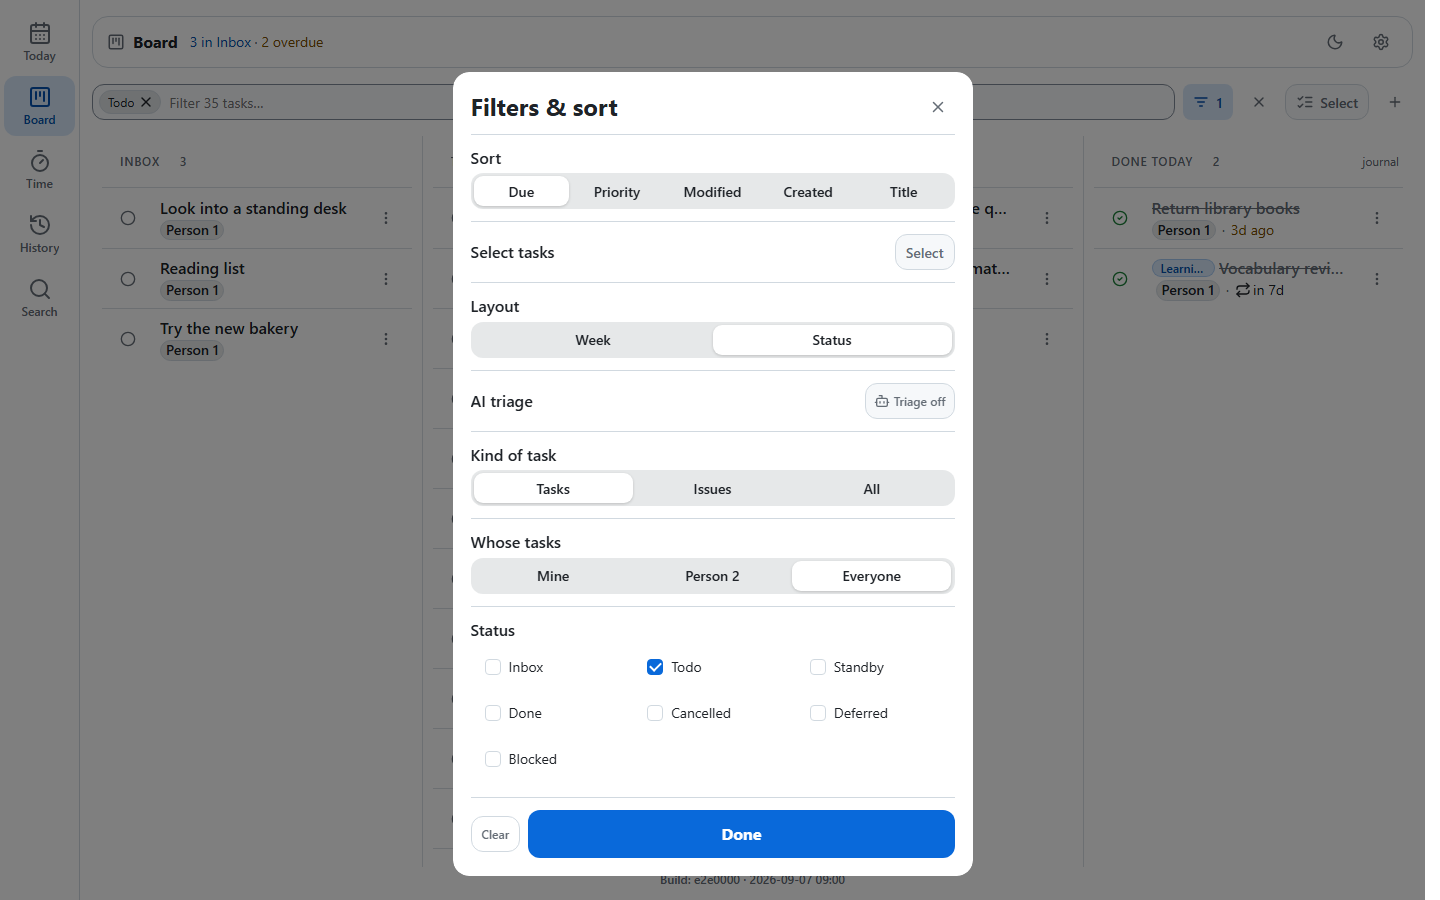 Today
Board
Time
History
Search
Board 3 in Inbox · 2 overdue
Todo
Filter 35 tasks...
1
Select
INBOX 3
Look into a standing desk
Person 1
Reading list
Person 1
Try the new bakery
Person 1
Filters & sort
Sort
Due Priority Modified Created Title
Select tasks
Select
Layout
Week Status
AI triage
Triage off
Kind of task
Tasks Issues All
Whose tasks
Mine Person 2 Everyone
Status
Inbox Todo Standby
Done Cancelled Deferred
Blocked
Clear
Done
e q...
mat...
DONE TODAY 2 journal
Return library books
Person 1 · 3d ago
Learni... Vocabulary revi...
Person 1 · in 7d
Build: e2e0000 · 2026-09-07 09:00